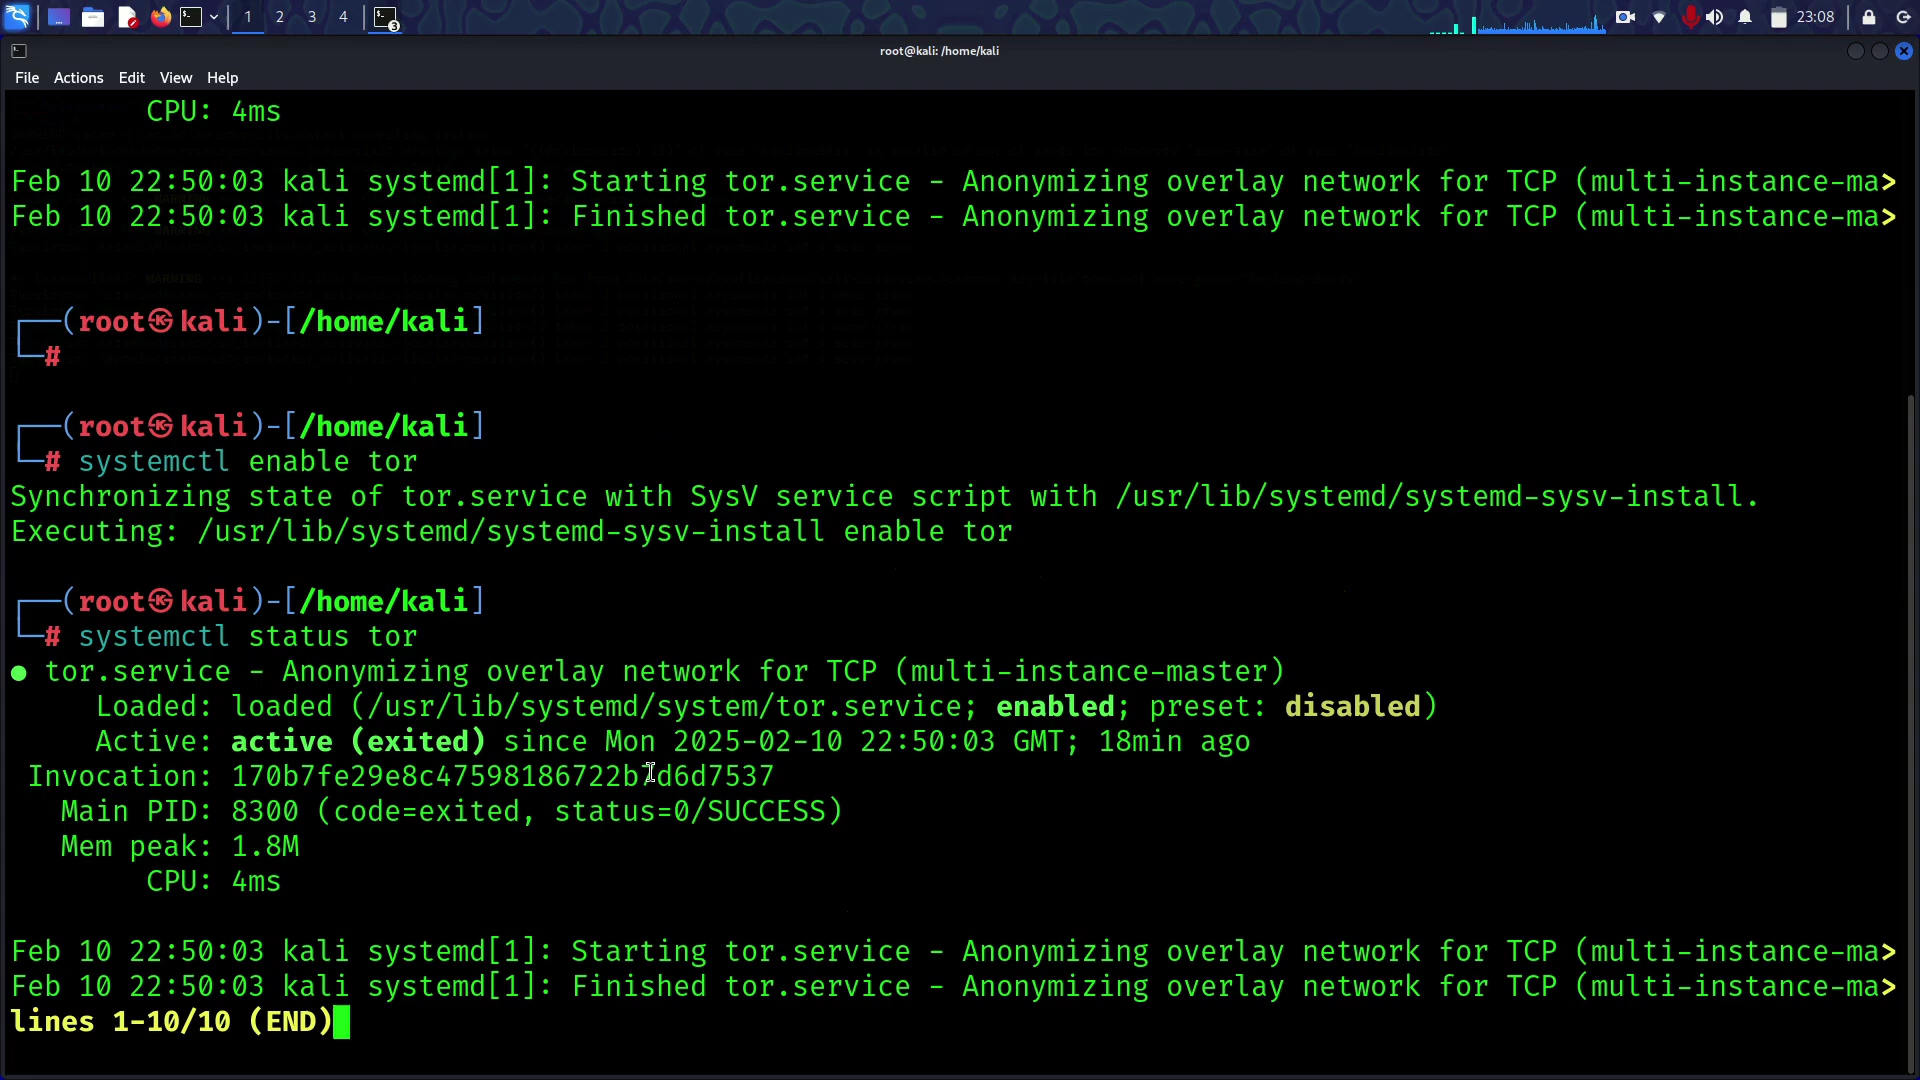 1 2 3 4 3 23:08
root@kali: /home/kali
File Actions Edit View Help
CPU: 4ms
Feb 10 22:50:03 kali systemd[1]: Starting tor.service - Anonymizing overlay network for TCP (multi-instance-ma>
Feb 10 22:50:03 kali systemd[1]: Finished tor.service - Anonymizing overlay network for TCP (multi-instance-ma>
┌──(root㉿kali)-[/home/kali]
└─#
┌──(root㉿kali)-[/home/kali]
└─# systemctl enable tor
Synchronizing state of tor.service with SysV service script with /usr/lib/systemd/systemd-sysv-install.
Executing: /usr/lib/systemd/systemd-sysv-install enable tor
┌──(root㉿kali)-[/home/kali]
└─# systemctl status tor
● tor.service - Anonymizing overlay network for TCP (multi-instance-master)
Loaded: loaded (/usr/lib/systemd/system/tor.service; enabled; preset: disabled)
Active: active (exited) since Mon 2025-02-10 22:50:03 GMT; 18min ago
Invocation: 170b7fe29e8c47598186722b7d6d7537
Main PID: 8300 (code=exited, status=0/SUCCESS)
Mem peak: 1.8M
CPU: 4ms
Feb 10 22:50:03 kali systemd[1]: Starting tor.service - Anonymizing overlay network for TCP (multi-instance-ma>
Feb 10 22:50:03 kali systemd[1]: Finished tor.service - Anonymizing overlay network for TCP (multi-instance-ma>
lines 1-10/10 (END)